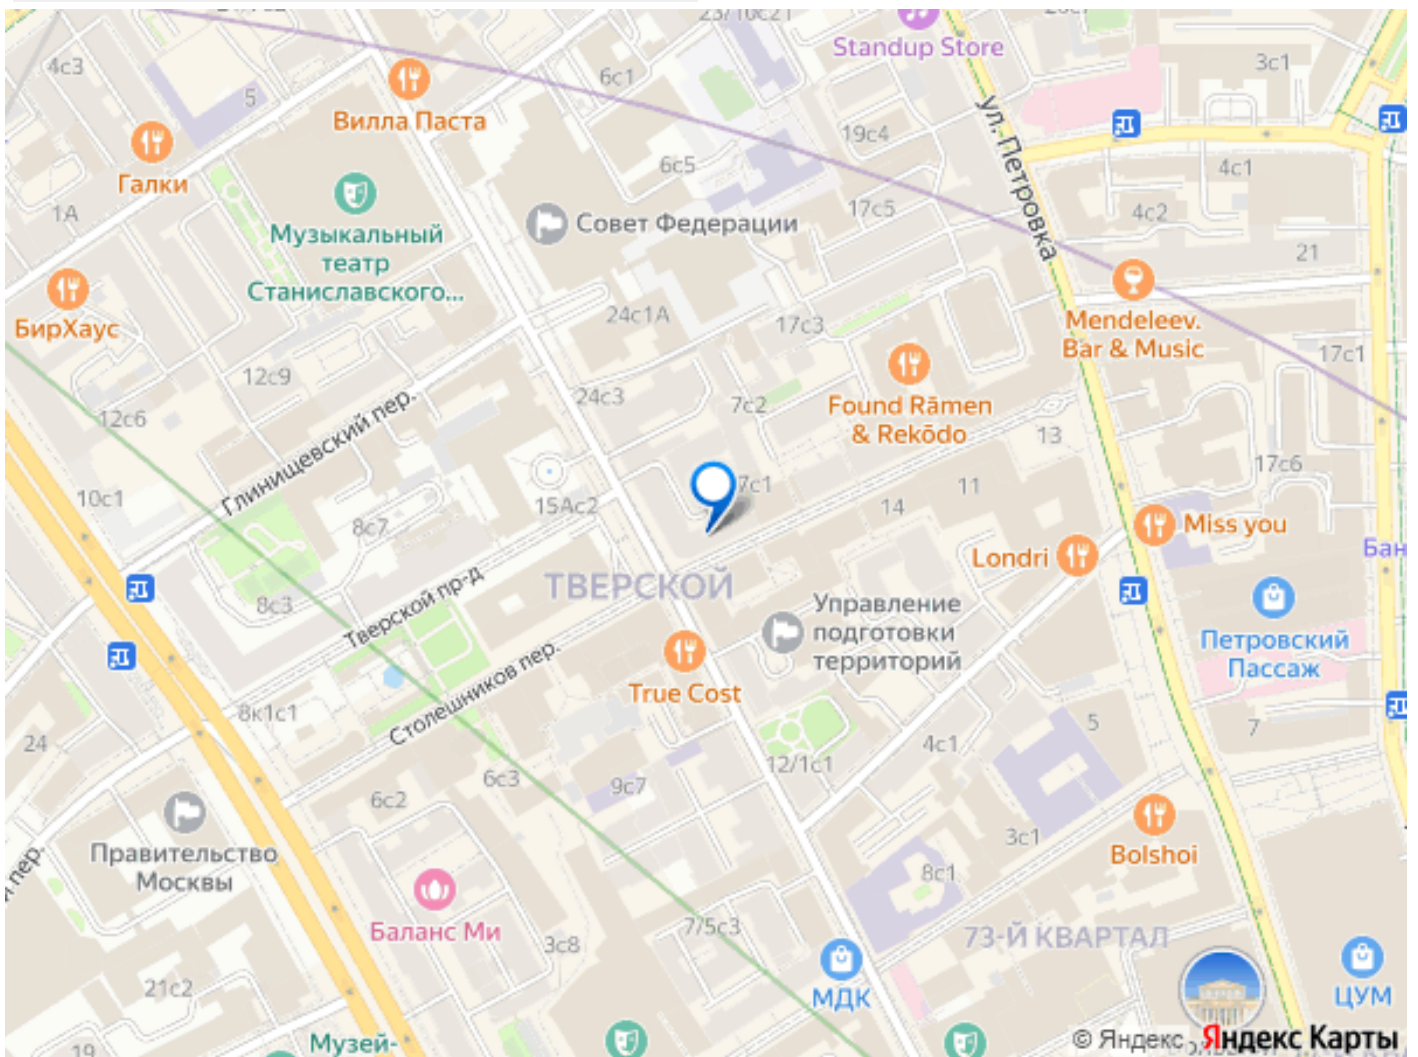 23/10с21
Standup Store
4с3
6с1
3с1
5
Вилла Паста
19с4
6с5
4с1
Галки
ул. Петровка
1А
Совет Федерации
17с5
4с2
Музыкальный
театр
Станиславского...
21
БирХаус
24с1А
17с3
Mendeleev.
Bar & Music
17с1
12с9
24с3
7с2
Found Rāmen
& Rekōdo
12с6
Глинищевский пер.
13
17с6
10с1
15Ас2
7с1
11
14
8с7
Miss you
Londri
Бан
ТВЕРСКОЙ
8с3
Тверской пр-д
Управление
подготовки
территорий
Петровский
Пассаж
Столешников пер.
True Cost
8к1с1
24
5
7
4с1
12/1с1
6с3
6с2
9с7
Правительство
Москвы
й пер.
3с1
Bolshoi
8с1
Баланс Ми
7/5с3
3с8
73-Й КВАРТАЛ
21с2
МДК
ЦУМ
19
Музей-
© Яндекс
Яндекс Карты